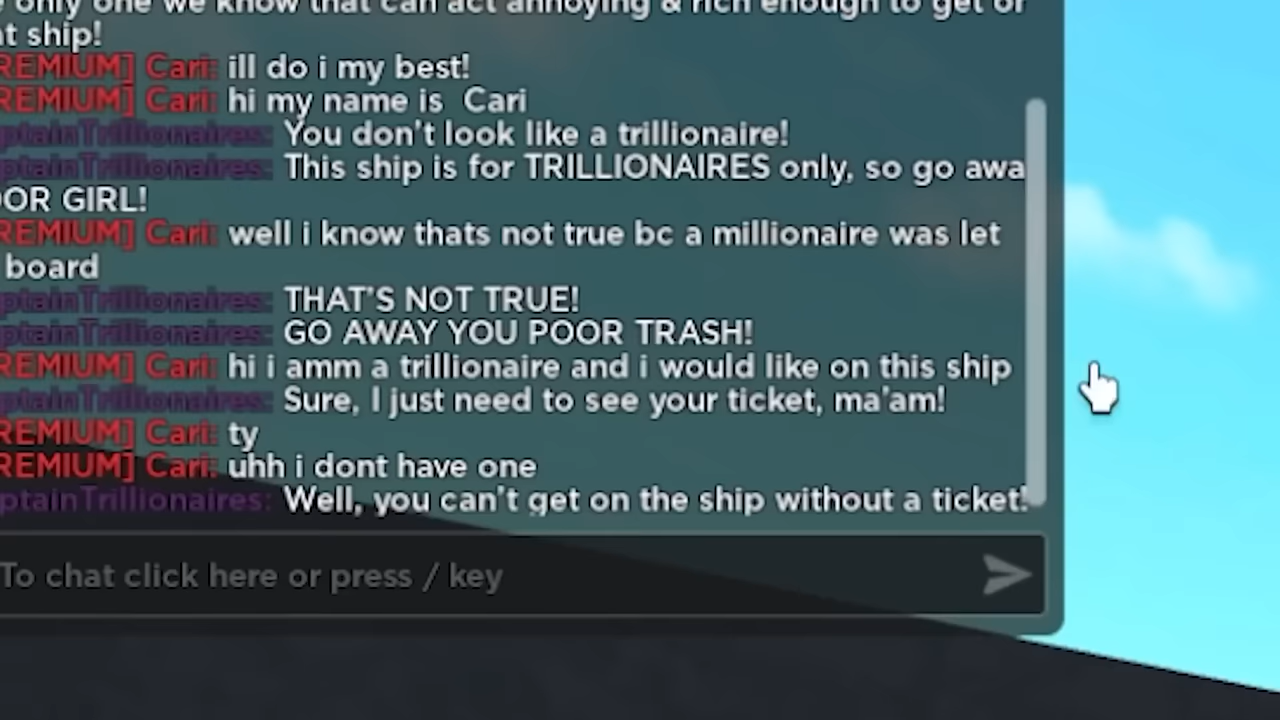 only one we know that can act annoying & rich enough to get or
at ship!
REMIUM] Cari: ill do i my best!
REMIUM] Cari: hi my name is Cari
ptainTrillionaires: You don't look like a trillionaire!
ptainTrillionaires: This ship is for TRILLIONAIRES only, so go awa
OOR GIRL!
REMIUM] Cari: well i know thats not true bc a millionaire was let
board
ptainTrillionaires: THAT'S NOT TRUE!
ptainTrillionaires: GO AWAY YOU POOR TRASH!
REMIUM] Cari: hi i amm a trillionaire and i would like on this ship
ptainTrillionaires: Sure, I just need to see your ticket, ma'am!
REMIUM] Cari: ty
REMIUM] Cari: uhh i dont have one
ptainTrillionaires: Well, you can't get on the ship without a ticket!
To chat click here or press / key